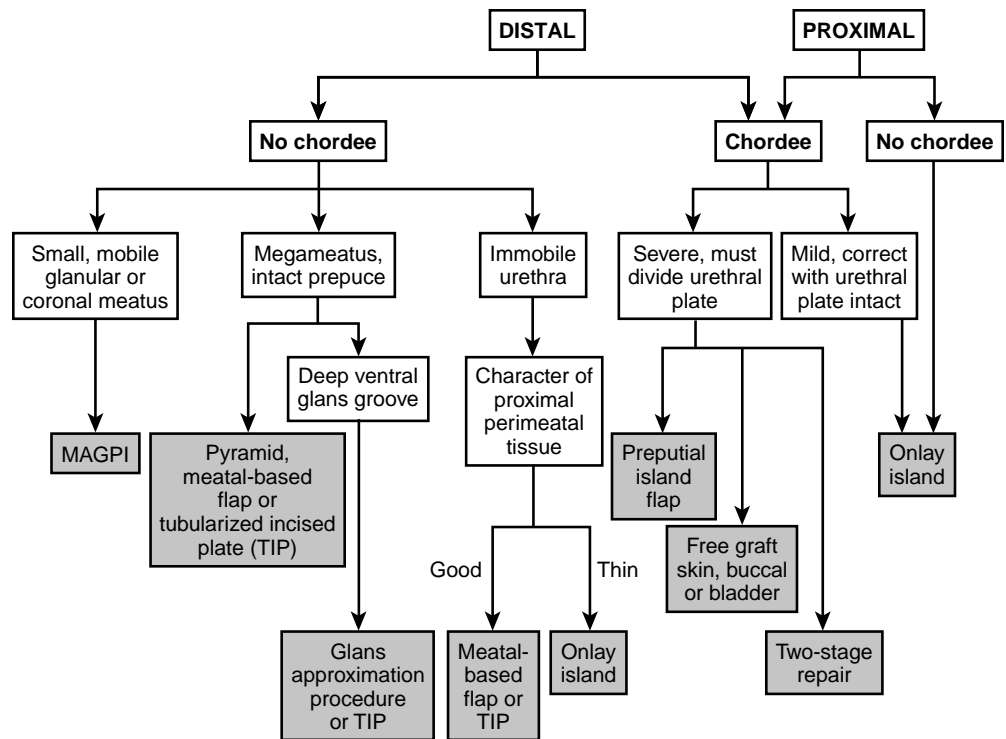 DISTAL
PROXIMAL
No chordee
Chordee
No chordee
Small, mobile
glanular or
coronal meatus
Megameatus,
intact prepuce
Immobile
urethra
Severe, must
divide urethral
plate
Mild, correct
with urethral
plate intact
Deep ventral
glans groove
Character of
proximal
perimeatal
tissue
MAGPI
Pyramid,
meatal-based
flap or
tubularized incised
plate (TIP)
Preputial
island
flap
Onlay
island
Good
Thin
Free graft
skin, buccal
or bladder
Glans
approximation
procedure
or TIP
Meatal-
based
flap or
TIP
Onlay
island
Two-stage
repair